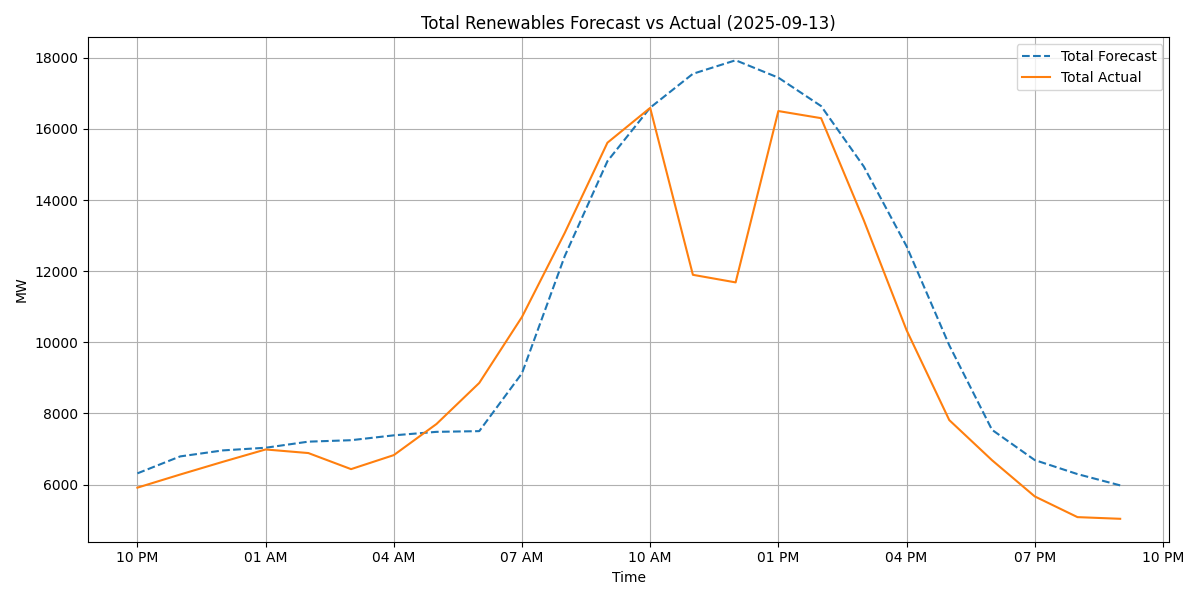 Total Renewables Forecast vs Actual (2025-09-13)
Total Forecast
Total Actual
18000
16000
14000
12000
10000
8000
6000
MW
10 PM 01 AM 04 AM 07 AM 10 AM 01 PM 04 PM 07 PM 10 PM
Time